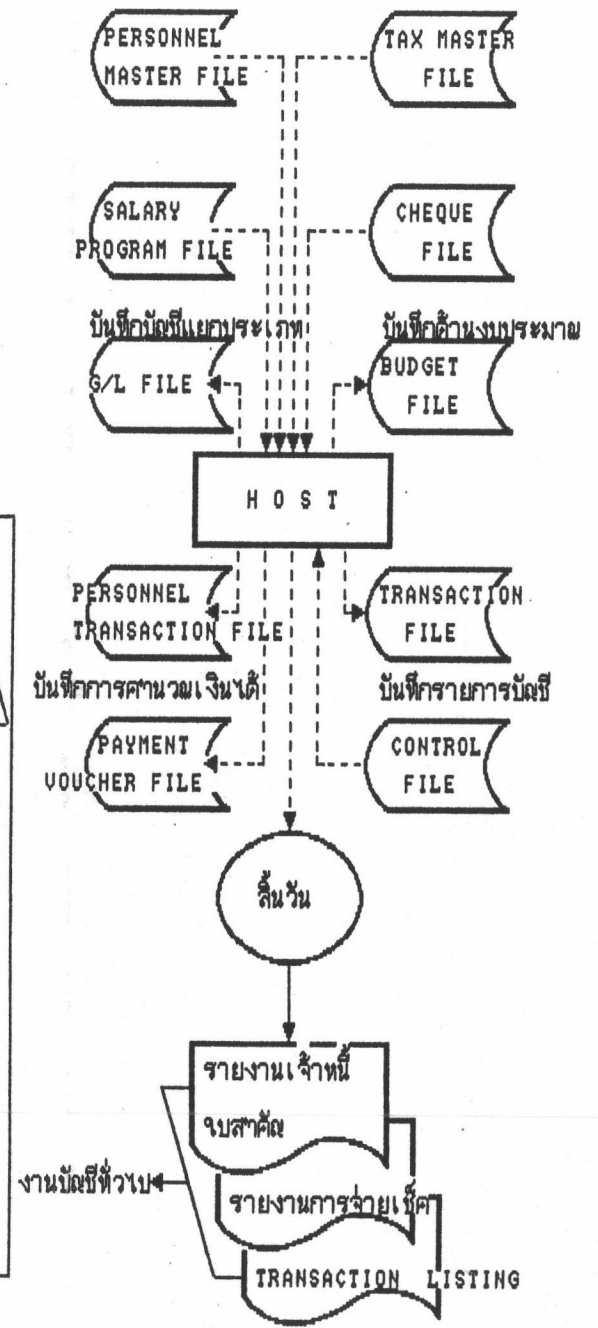 PERSONNEL
MASTER FILE
TAX MASTER
FILE
SALARY
PROGRAM FILE
CHEQUE
FILE
บันทึกบัญชีแยกประเภท
G/L FILE
บันทึกด้านงบประมาณ
BUDGET
FILE
H O S T
PERSONNEL
TRANSACTION FILE
TRANSACTION
FILE
บันทึกการคำนวณเงินได้
บันทึกรายการบัญชี
PAYMENT
VOUCHER FILE
CONTROL
FILE
สิ้นวัน
รายงานเจ้าหนี้
ใบสำคัญ
งานบัญชีทั่วไป
รายงานการจ่ายเช็ค
TRANSACTION LISTING